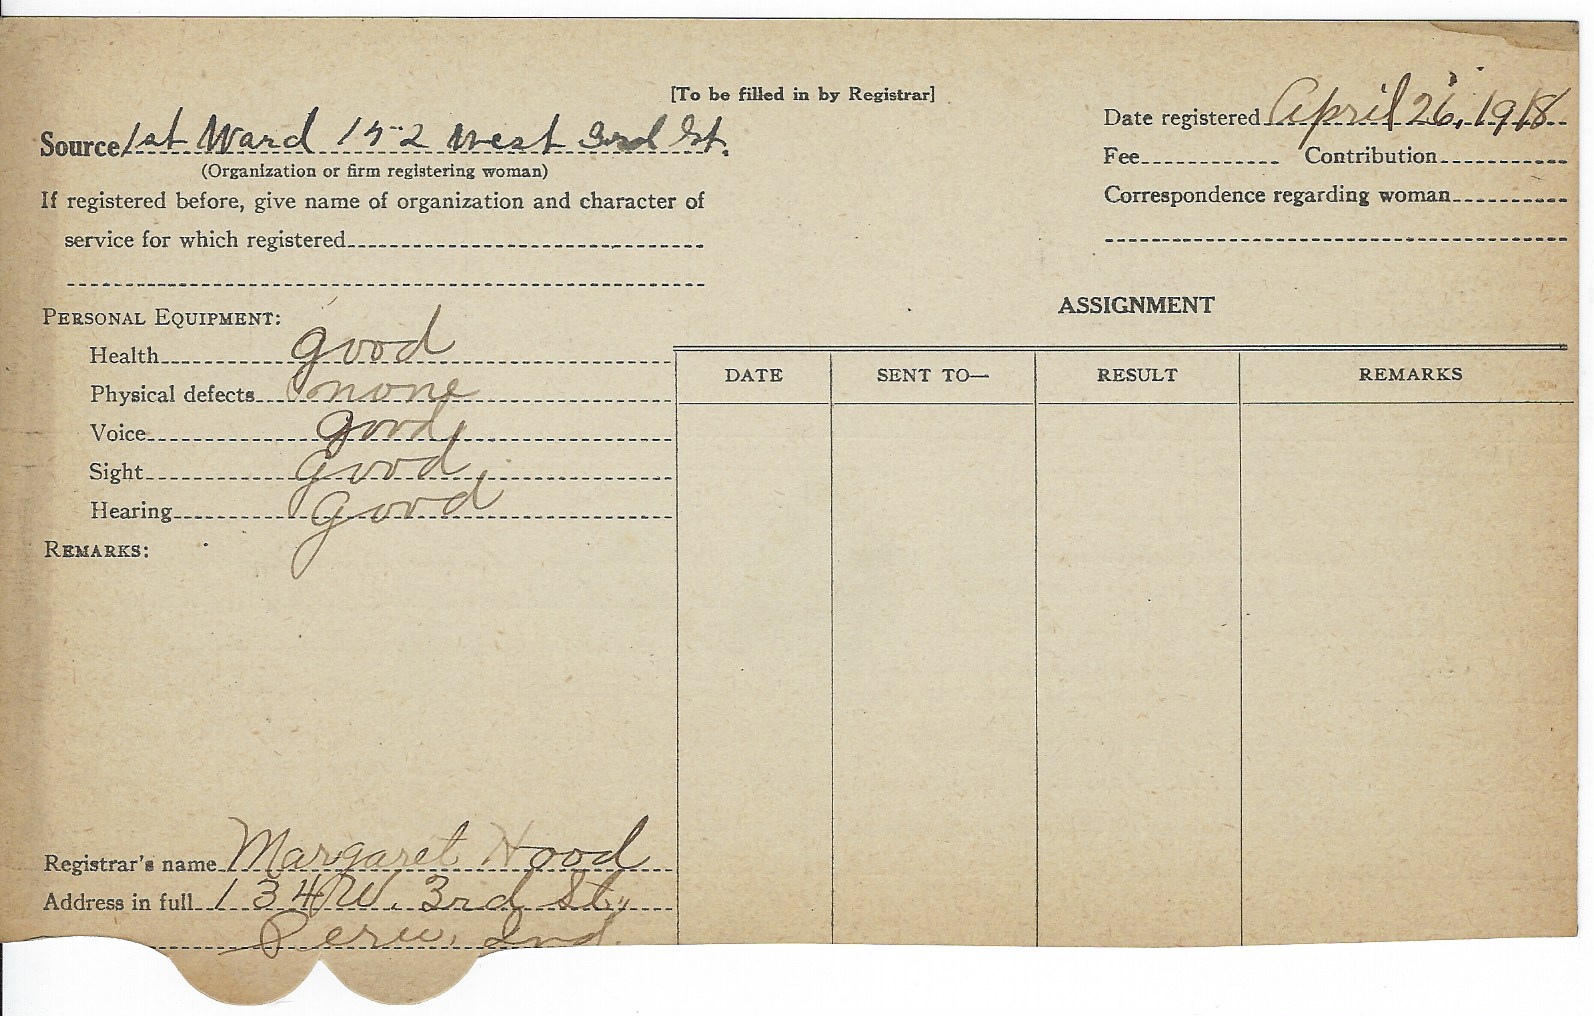 [To be filled in by Registrar]
Source 1st Ward 152 West 3rd St.
(Organization or firm registering woman)
If registered before, give name of organization and character of
service for which registered
Date registered April 26, 1918
Fee Contribution
Correspondence regarding woman
PERSONAL EQUIPMENT:
Health good
Physical defects none
Voice good
Sight good
Hearing good
REMARKS:
ASSIGNMENT
DATE SENT TO— RESULT REMARKS
Registrar's name Margaret Hood
Address in full 134 W. 3rd St.,
Peru, Ind.